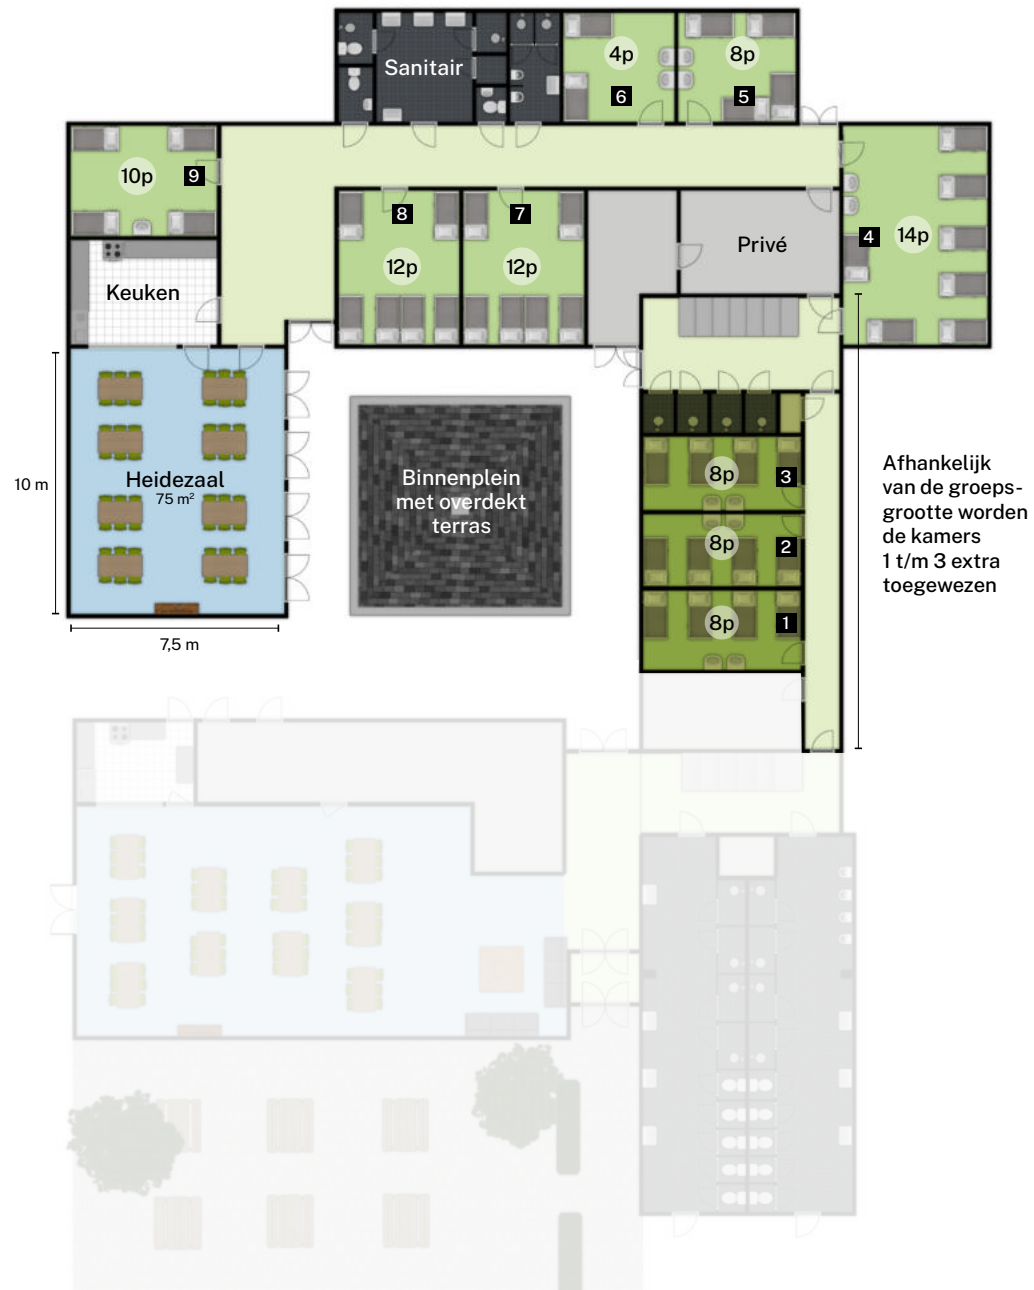 Sanitair
4p
6
8p
5
10p
9
8
12p
7
12p
Privé
4
14p
Keuken
Heidezaal
75 m²
10 m
7,5 m
Binnenplein
met overdekt
terras
8p
3
8p
2
8p
1
Afhankelijk
van de groeps-
grootte worden
de kamers
1 t/m 3 extra
toegewezen